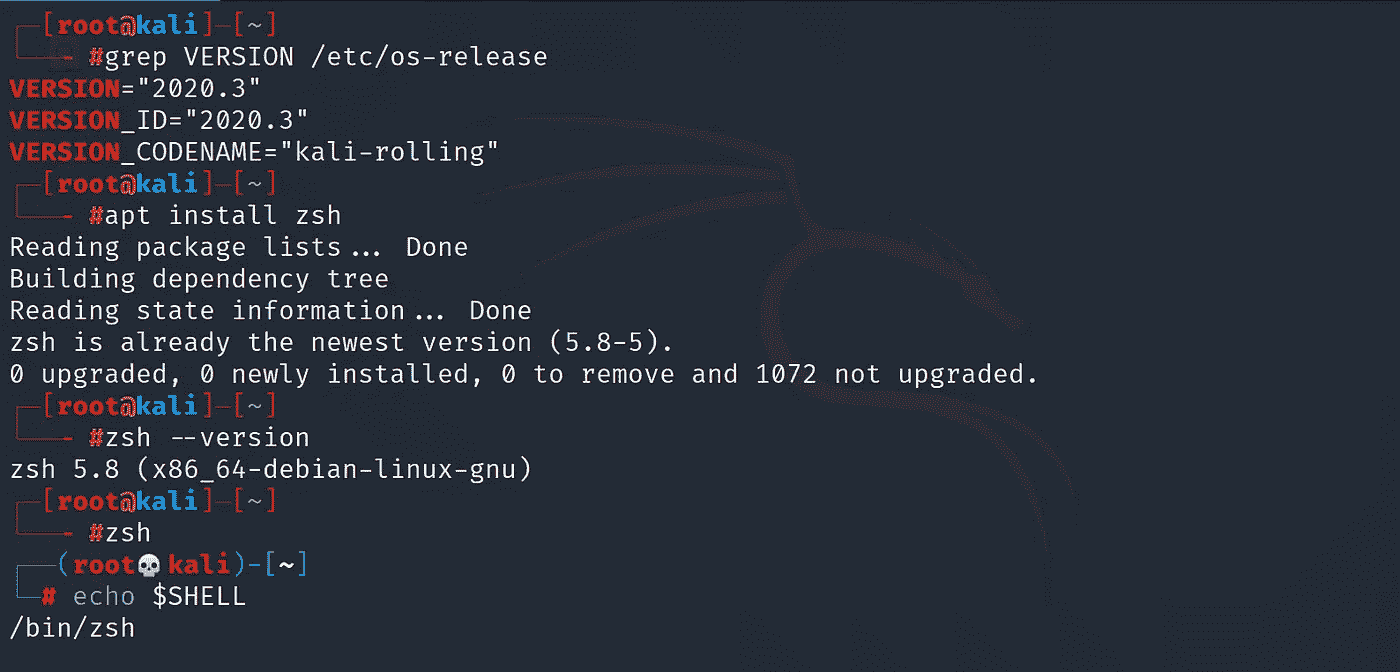 ┌─[root@kali]─[~]
└──╼ #grep VERSION /etc/os-release
VERSION="2020.3"
VERSION_ID="2020.3"
VERSION_CODENAME="kali-rolling"
┌─[root@kali]─[~]
└──╼ #apt install zsh
Reading package lists... Done
Building dependency tree
Reading state information... Done
zsh is already the newest version (5.8-5).
0 upgraded, 0 newly installed, 0 to remove and 1072 not upgraded.
┌─[root@kali]─[~]
└──╼ #zsh --version
zsh 5.8 (x86_64-debian-linux-gnu)
┌─[root@kali]─[~]
└──╼ #zsh
┌──(root💀kali)-[~]
└─# echo $SHELL
/bin/zsh